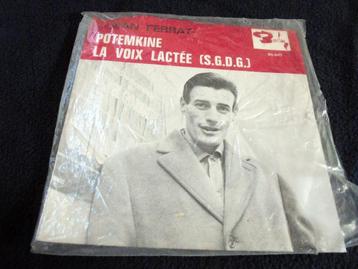 JEAN FERRAT
POTEMKINE
LA VOIX LACTÉE (S.G.D.G.)